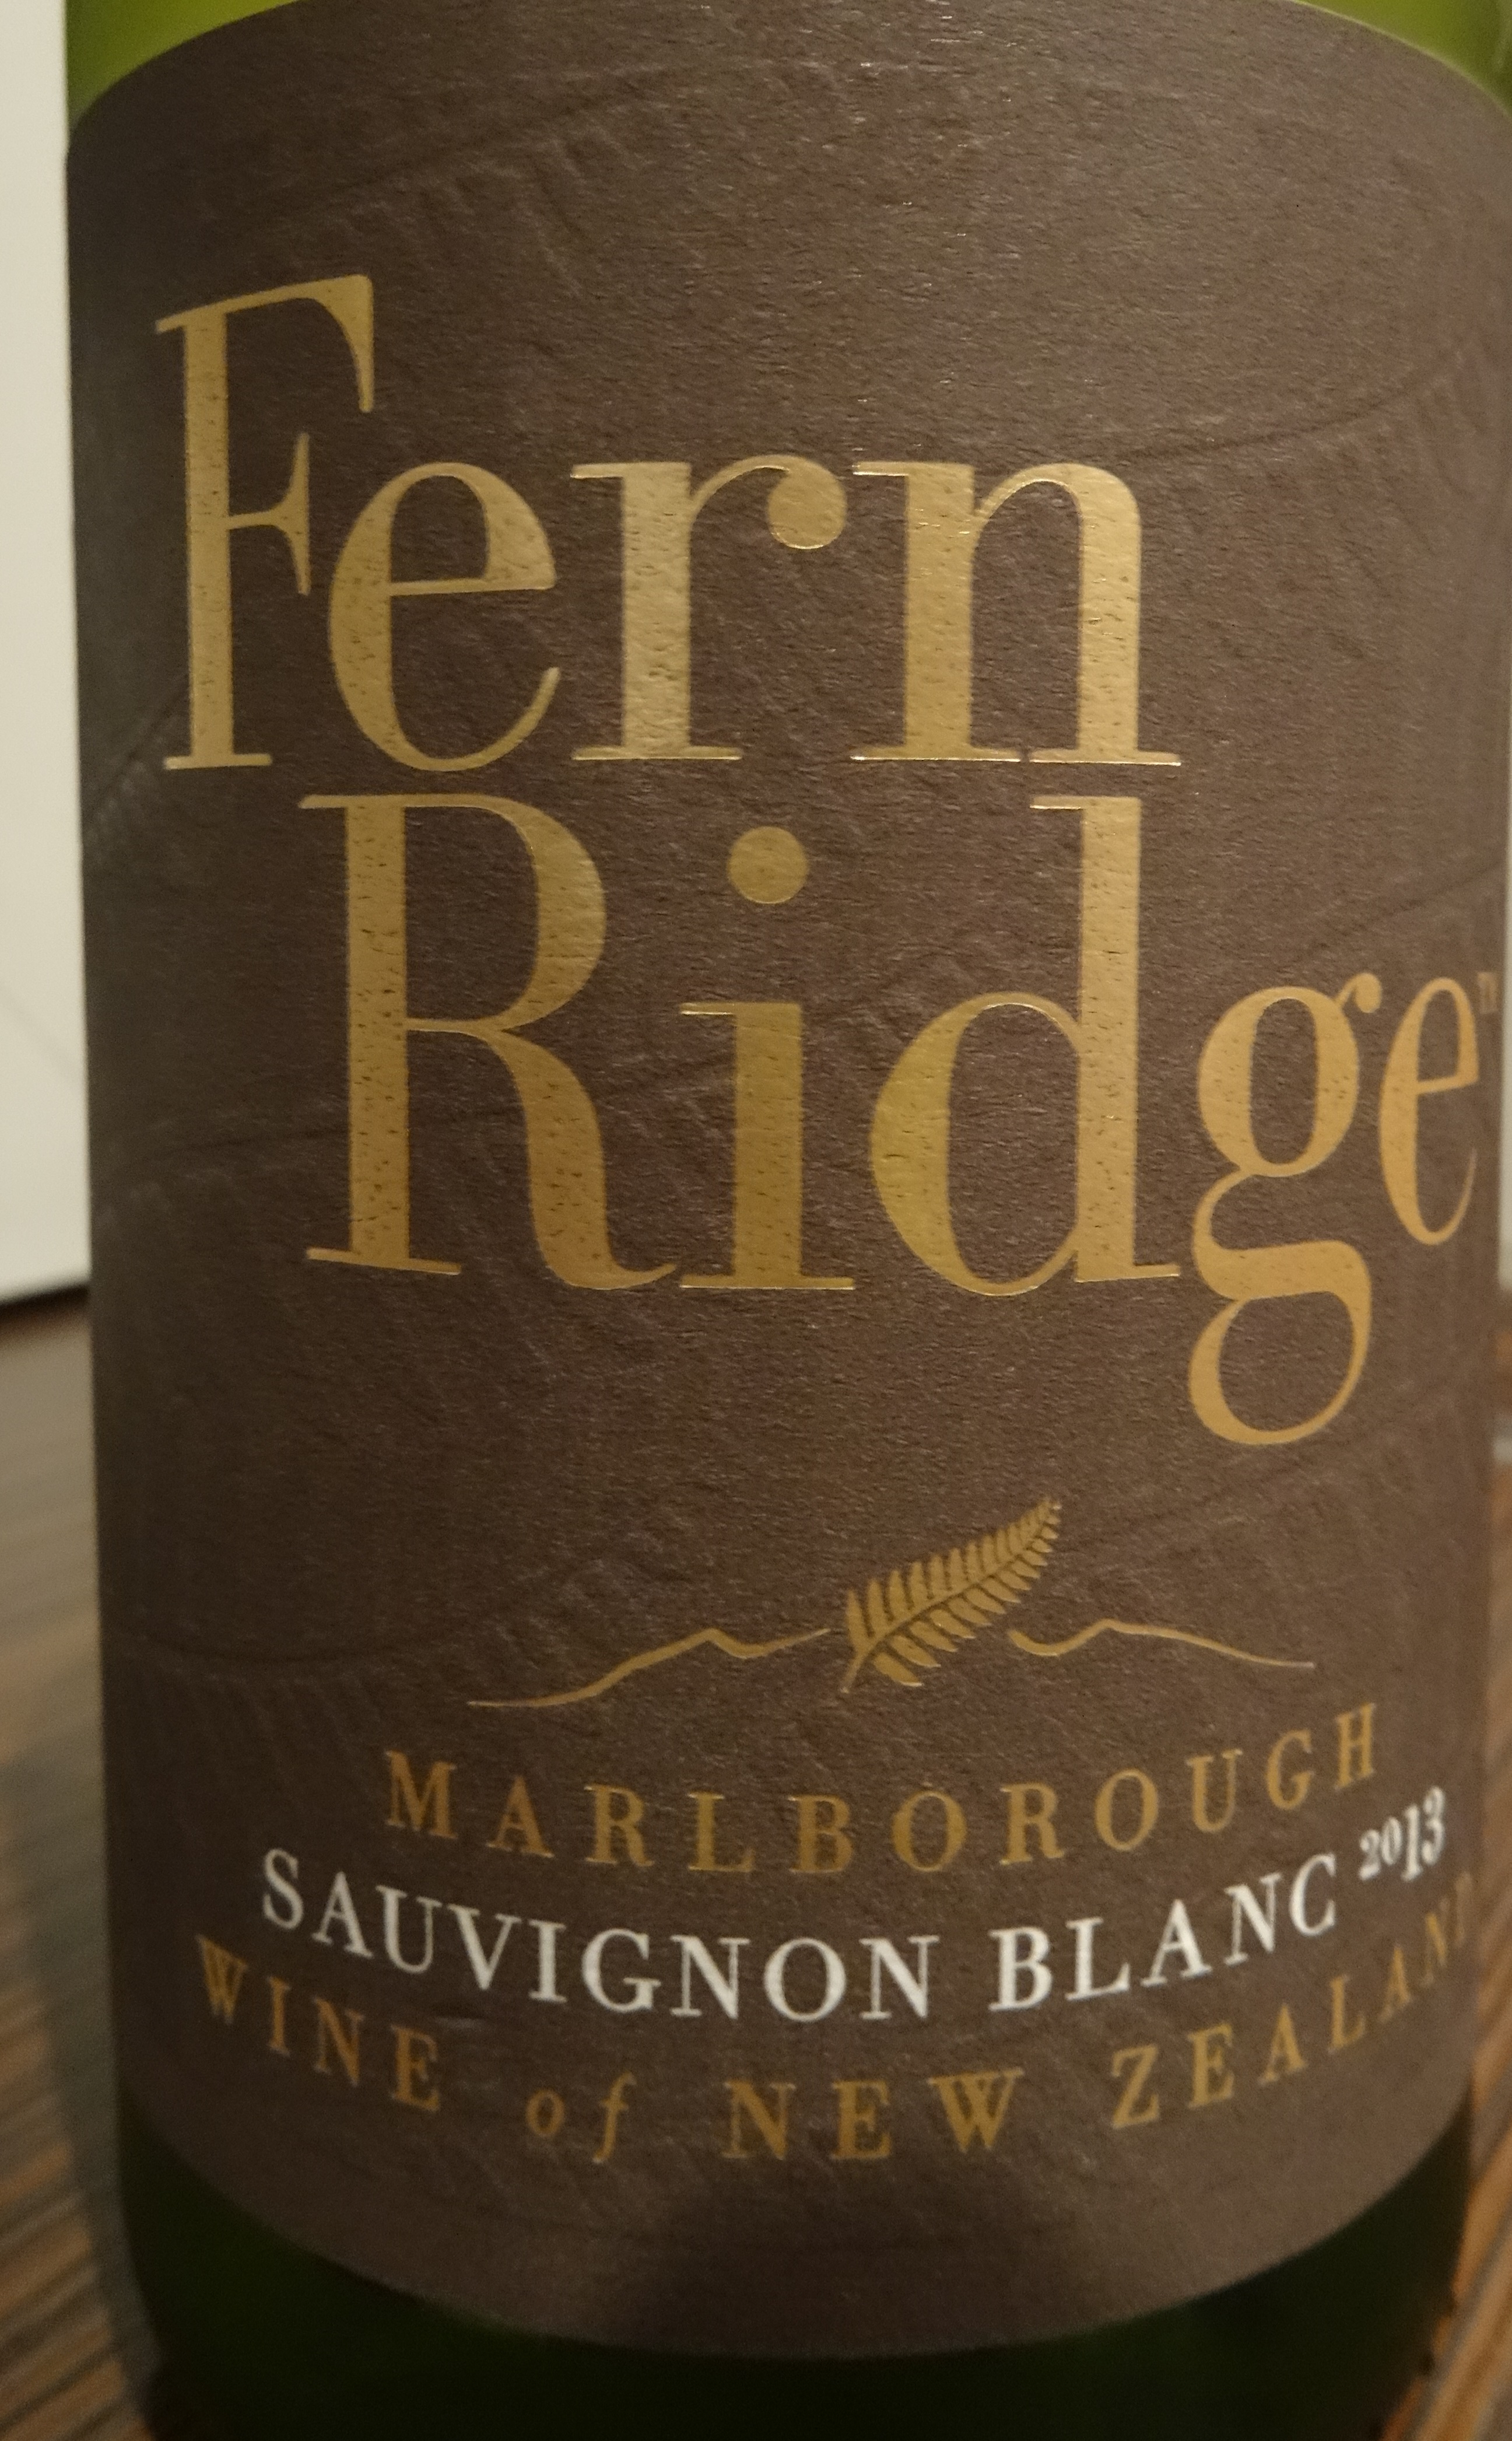 Fern
Ridge™
MARLBOROUGH
SAUVIGNON BLANC 2013
WINE of NEW ZEALAND